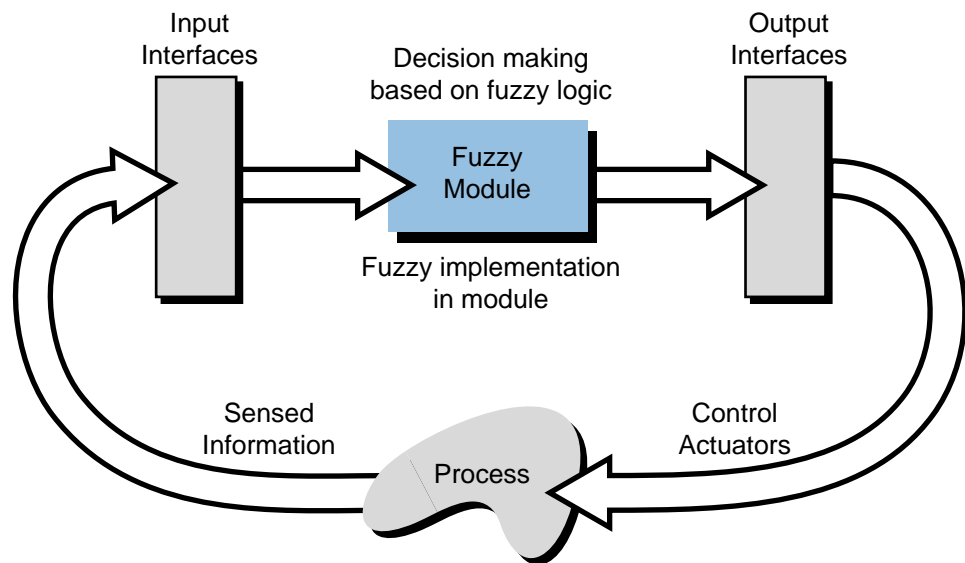 Input
Interfaces
Decision making
based on fuzzy logic
Output
Interfaces
Fuzzy
Module
Fuzzy implementation
in module
Sensed
Information
Process
Control
Actuators